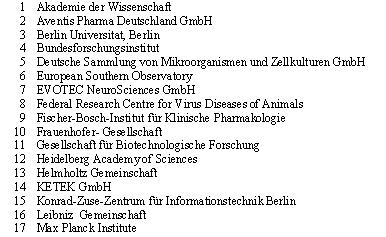 1 Akademie der Wissenschaft
2 Aventis Pharma Deutschland GmbH
3 Berlin Universitat, Berlin
4 Bundesforschungsinstitut
5 Deutsche Sammlung von Mikroorganismen und Zellkulturen GmbH
6 European Southern Observatory
7 EVOTEC NeuroSciences GmbH
8 Federal Research Centre for Virus Diseases of Animals
9 Fischer-Bosch-Institut für Klinische Pharmakologie
10 Frauenhofer- Gesellschaft
11 Gesellschaft für Biotechnologische Forschung
12 Heidelberg Academy of Sciences
13 Helmholtz Gemeinschaft
14 KETEK GmbH
15 Konrad-Zuse-Zentrum für Informationstechnik Berlin
16 Leibniz Gemeinschaft
17 Max Planck Institute